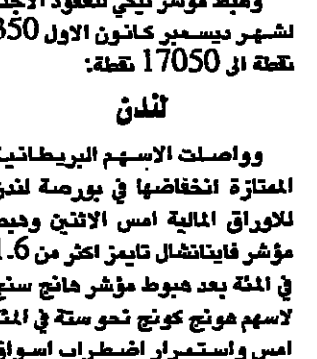 وهبط مؤشر نيكي للعقود الآجلة
لشهر ديسمبر كانون الاول 350
نقطة الى 17050 نقطة:
لندن
وواصلت الاسهم البريطانية
الممتازة انخفاضها في بورصة لندن
للاوراق المالية امس الاثنين وهبط
مؤشر فاينانشال تايمز اكثر من 1.6
في المئة بعد هبوط مؤشر هانج سنج
لاسهم هونج كونج نحو ستة في المئة
امس واستمرار اضطراب اسواق